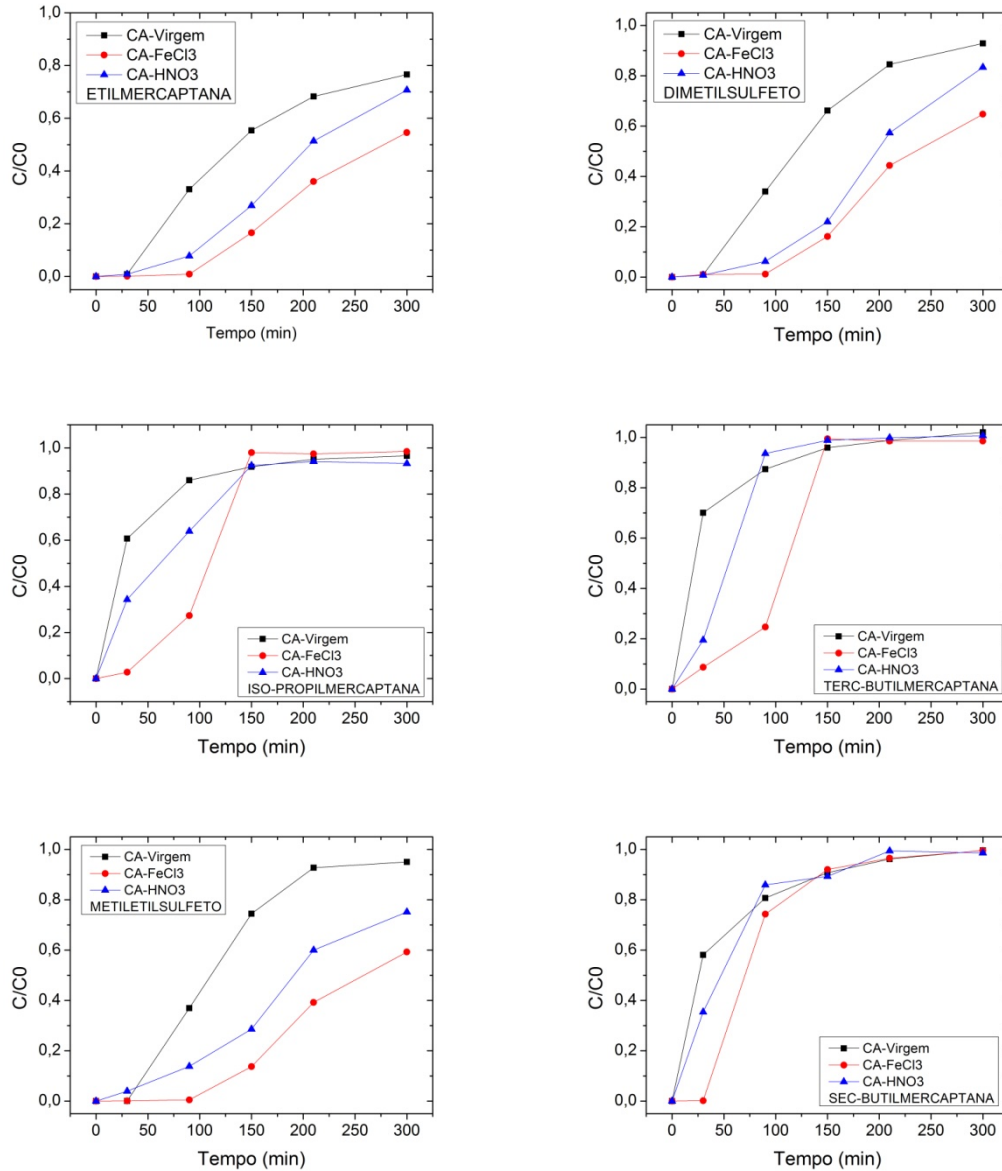 1,0
0,8
0,6
0,4
0,2
0,0
C/C0
CA-Virgem
CA-FeCl3
CA-HNO3
ETILMERCAPTANA
0 50 100 150 200 250 300
Tempo (min)
1,0
0,8
0,6
0,4
0,2
0,0
C/C0
CA-Virgem
CA-FeCl3
CA-HNO3
DIMETILSULFETO
0 50 100 150 200 250 300
Tempo (min)
1,0
0,8
0,6
0,4
0,2
0,0
C/C0
CA-Virgem
CA-FeCl3
CA-HNO3
ISO-PROPILMERCAPTANA
0 50 100 150 200 250 300
Tempo (min)
1,0
0,8
0,6
0,4
0,2
0,0
C/C0
CA-Virgem
CA-FeCl3
CA-HNO3
TERC-BUTILMERCAPTANA
0 50 100 150 200 250 300
Tempo (min)
1,0
0,8
0,6
0,4
0,2
0,0
C/C0
CA-Virgem
CA-FeCl3
CA-HNO3
METILETILSULFETO
0 50 100 150 200 250 300
Tempo (min)
1,0
0,8
0,6
0,4
0,2
0,0
C/C0
CA-Virgem
CA-FeCl3
CA-HNO3
SEC-BUTILMERCAPTANA
0 50 100 150 200 250 300
Tempo (min)